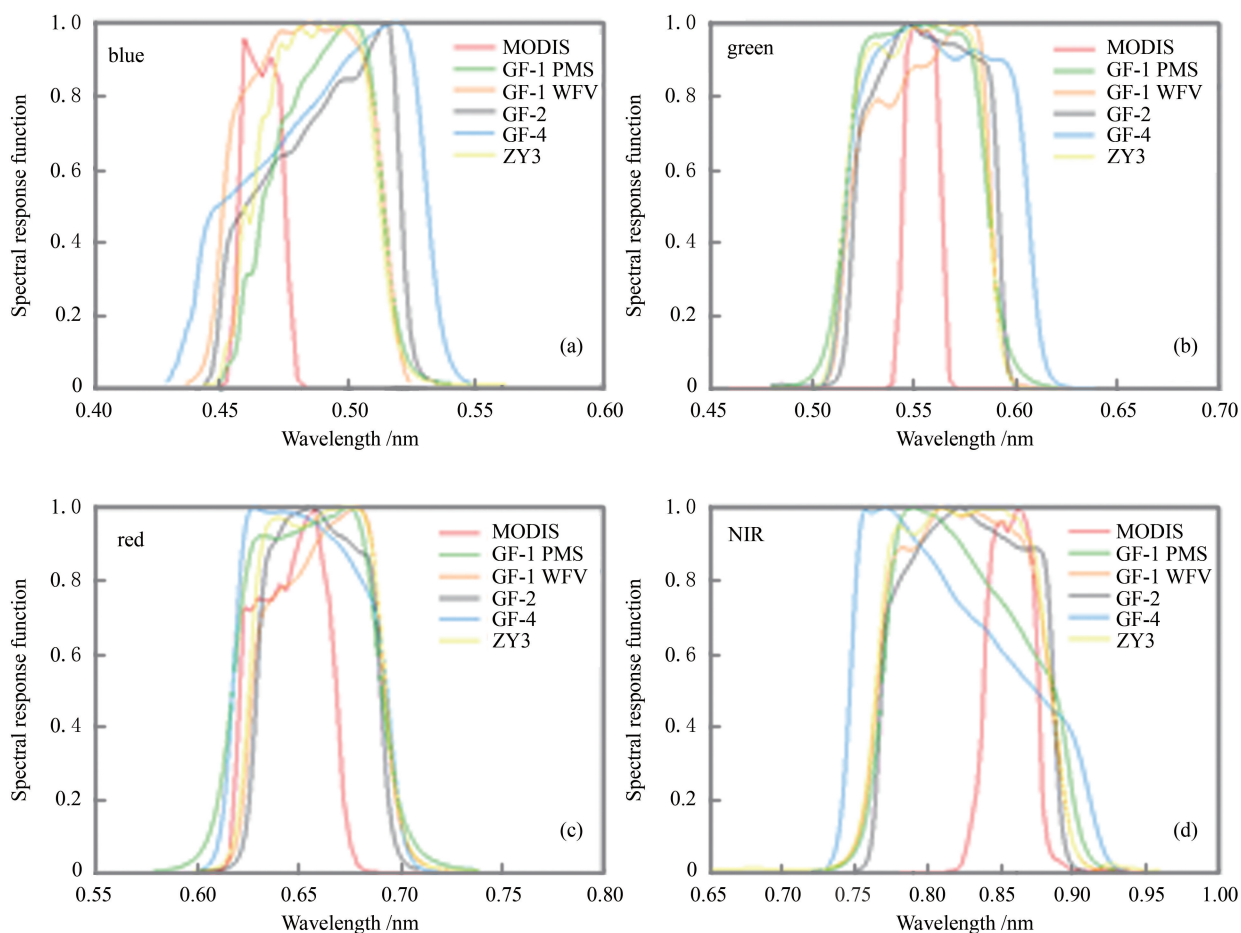 blue
MODIS
GF-1 PMS
GF-1 WFV
GF-2
GF-4
ZY3
Spectral response function
1.0
0.8
0.6
0.4
0.2
0
(a)
0.40 0.45 0.50 0.55 0.60
Wavelength /nm
green
MODIS
GF-1 PMS
GF-1 WFV
GF-2
GF-4
ZY3
Spectral response function
1.0
0.8
0.6
0.4
0.2
0
(b)
0.45 0.50 0.55 0.60 0.65 0.70
Wavelength /nm
red
MODIS
GF-1 PMS
GF-1 WFV
GF-2
GF-4
ZY3
Spectral response function
1.0
0.8
0.6
0.4
0.2
0
(c)
0.55 0.60 0.65 0.70 0.75 0.80
Wavelength /nm
NIR
MODIS
GF-1 PMS
GF-1 WFV
GF-2
GF-4
ZY3
Spectral response function
1.0
0.8
0.6
0.4
0.2
0
(d)
0.65 0.70 0.75 0.80 0.85 0.90 0.95 1.00
Wavelength /nm